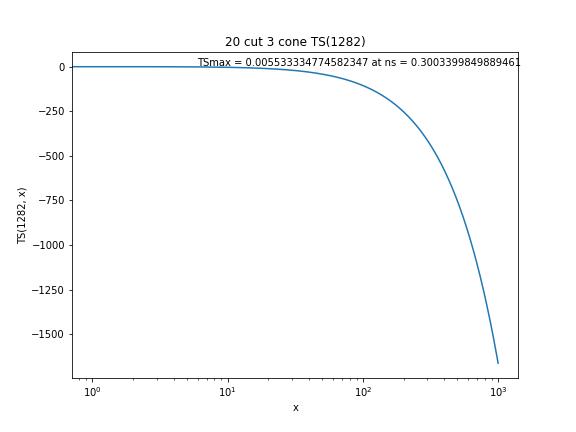 20 cut 3 cone TS(1282)
TSmax = 0.005533334774582347 at ns = 0.3003399849889461
TS(1282, x)
0
−250
−500
−750
−1000
−1250
−1500
10⁰
10¹
10²
10³
x